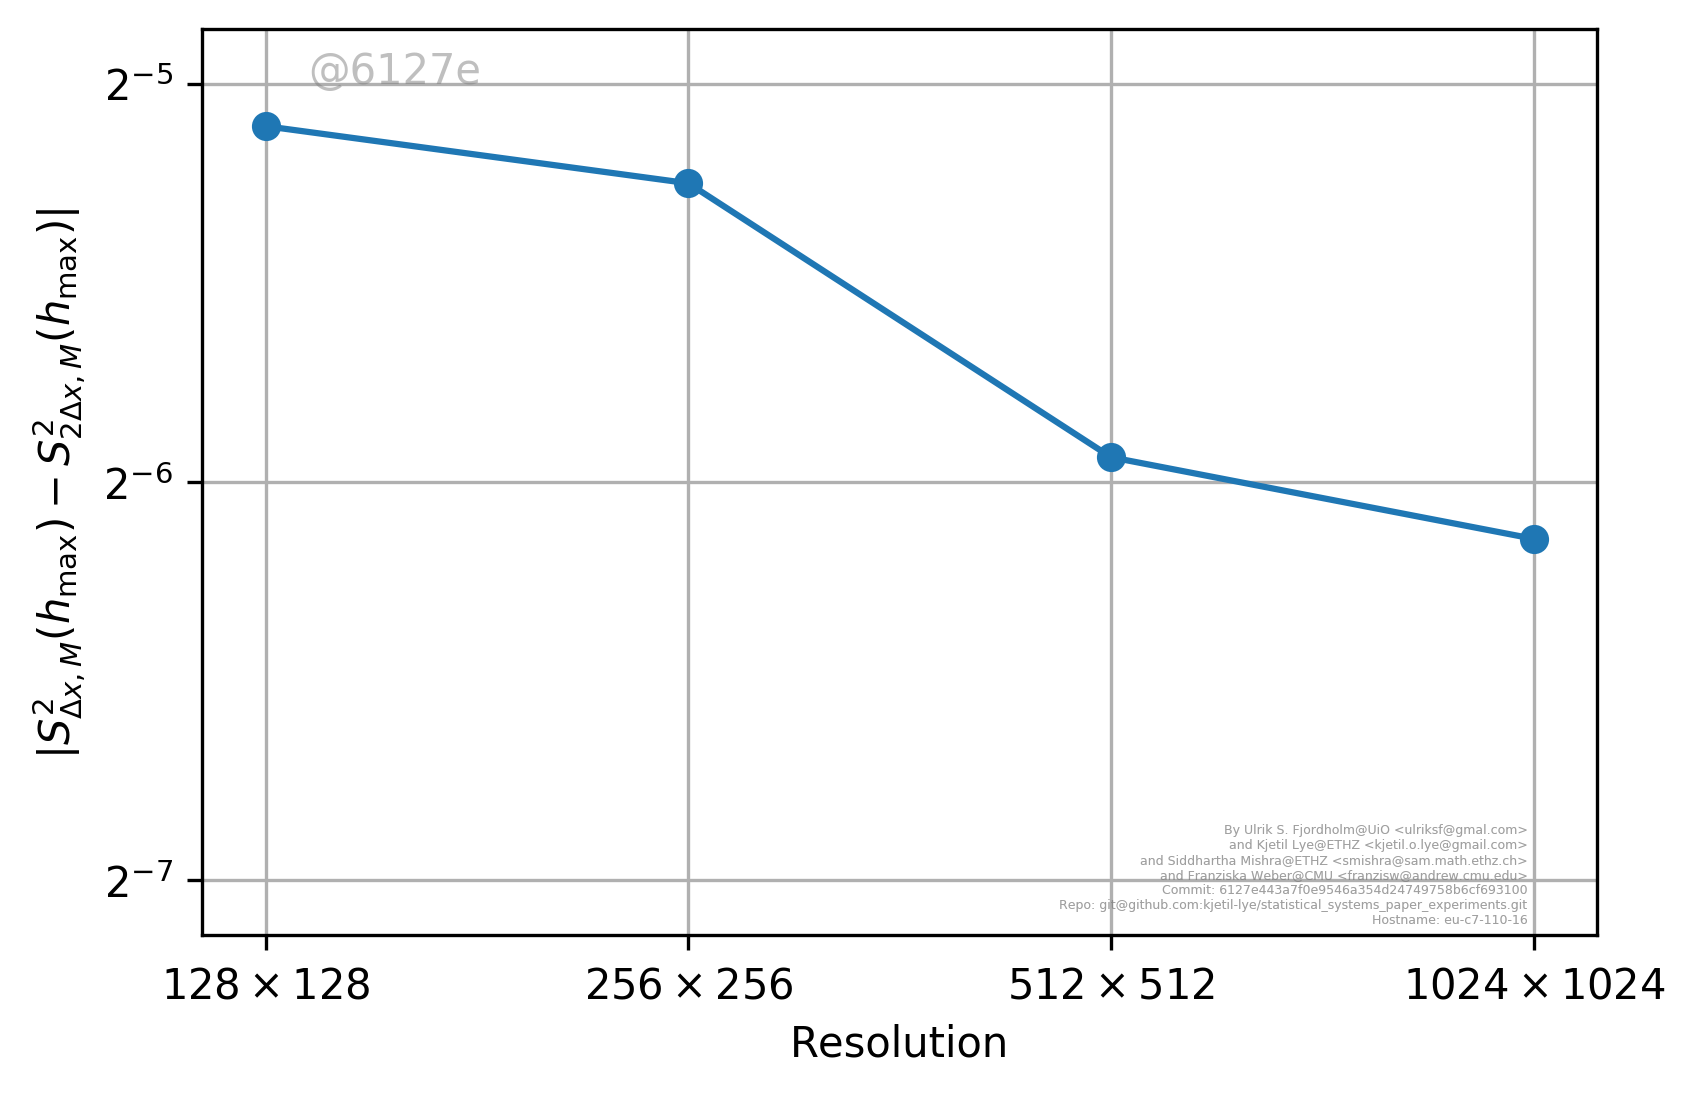 @6127e
2⁻⁵
2⁻⁶
2⁻⁷
|S²_{Δx,M}(h_max) − S²_{2Δx,M}(h_max)|
By Ulrik S. Fjordholm@UiO <ulriksf@gmal.com>
and Kjetil Lye@ETHZ <kjetil.o.lye@gmail.com>
and Siddhartha Mishra@ETHZ <smishra@sam.math.ethz.ch>
and Franziska Weber@CMU <franzisw@andrew.cmu.edu>
Commit: 6127e443a7f0e9546a354d24749758b6cf693100
Repo: git@github.com:kjetil-lye/statistical_systems_paper_experiments.git
Hostname: eu-c7-110-16
128 × 128 256 × 256 512 × 512 1024 × 1024
Resolution